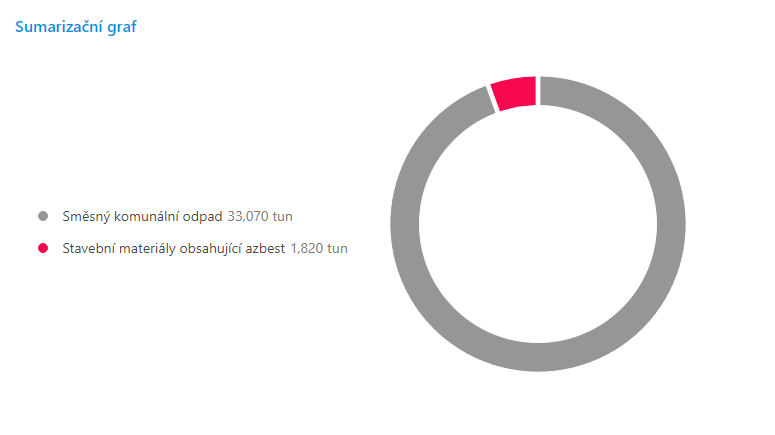 Sumarizační graf
Směsný komunální odpad 33,070 tun
Stavební materiály obsahující azbest 1,820 tun